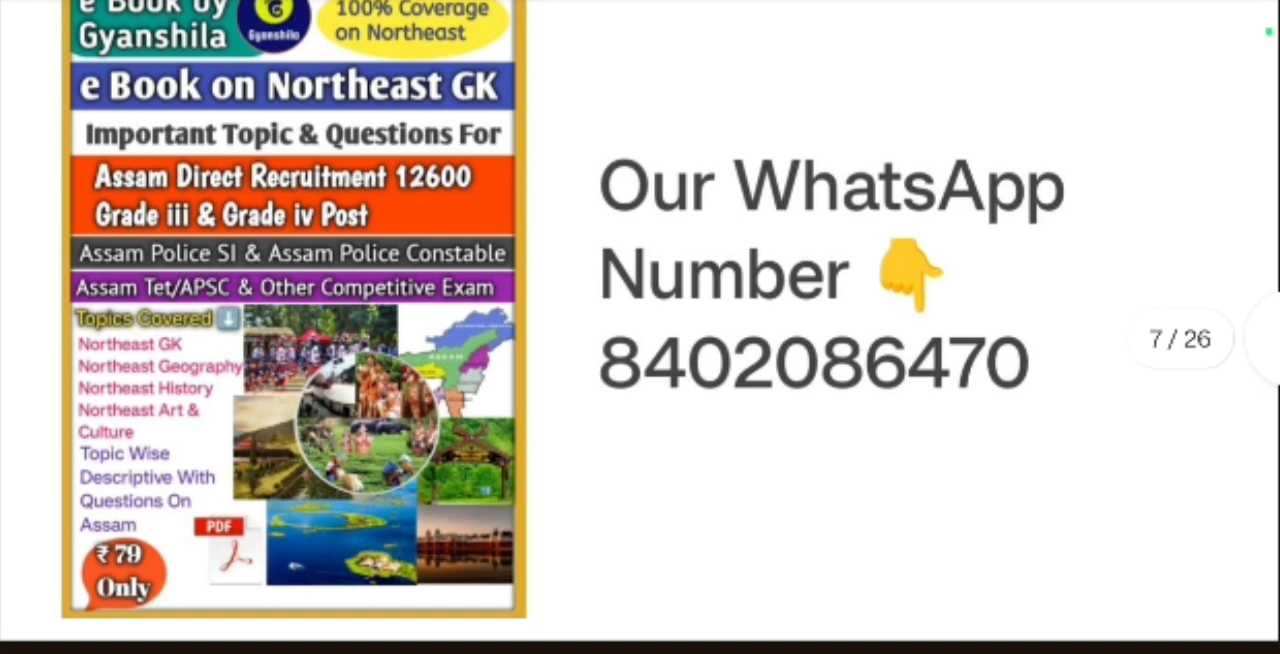 e Book by
Gyanshila
Gyanshila
100% Coverage
on Northeast
e Book on Northeast GK
Important Topic & Questions For
Assam Direct Recruitment 12600
Grade iii & Grade iv Post
Assam Police SI & Assam Police Constable
Assam Tet/APSC & Other Competitive Exam
Topics Covered ⬇️
Northeast GK
Northeast Geography
Northeast History
Northeast Art &
Culture
Topic Wise
Descriptive With
Questions On
Assam
PDF
₹ 79
Only
ASSAM
Our WhatsApp
Number 👇
8402086470
7 / 26